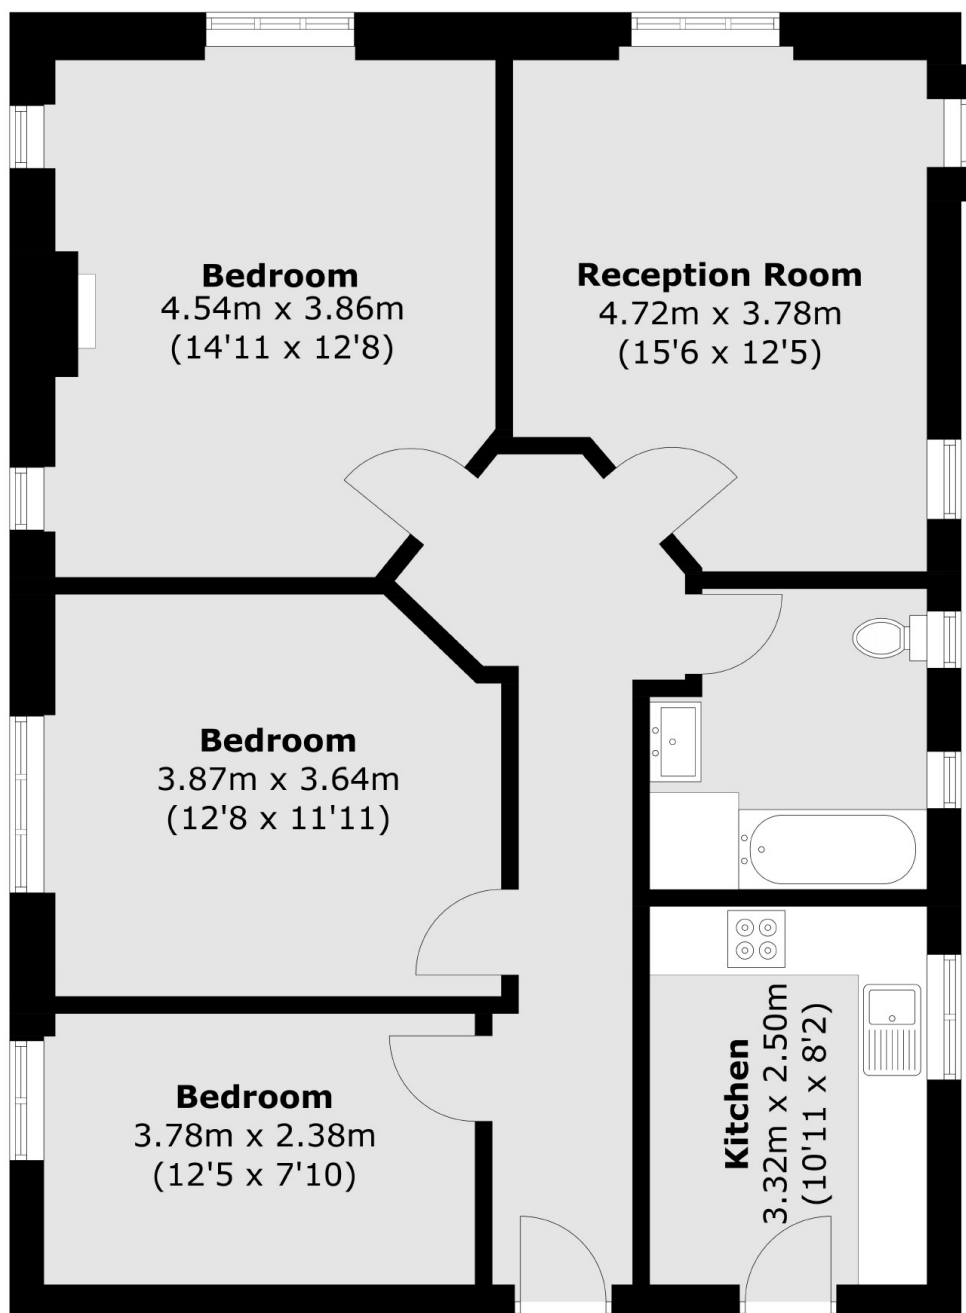 Bedroom
4.54m x 3.86m
(14'11 x 12'8)
Reception Room
4.72m x 3.78m
(15'6 x 12'5)
Bedroom
3.87m x 3.64m
(12'8 x 11'11)
Bedroom
3.78m x 2.38m
(12'5 x 7'10)
Kitchen
3.32m x 2.50m
(10'11 x 8'2)